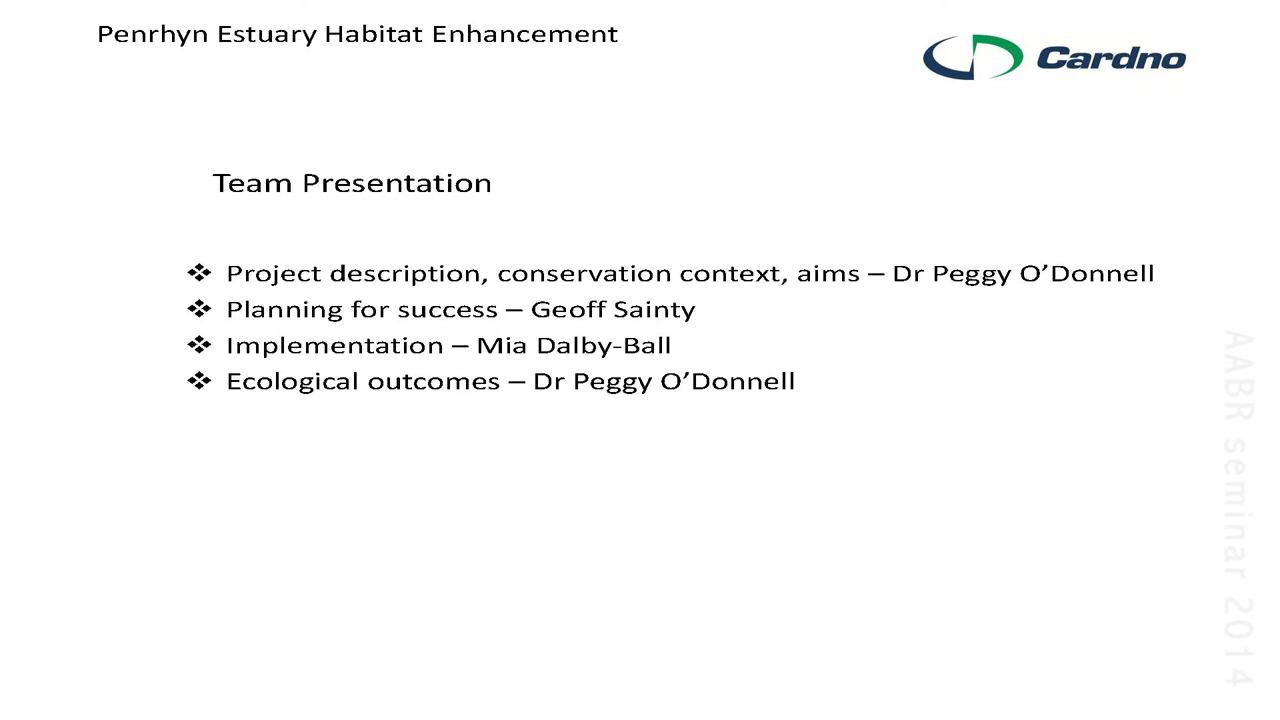 Penrhyn Estuary Habitat Enhancement
Cardno
Team Presentation
❖ Project description, conservation context, aims – Dr Peggy O’Donnell
❖ Planning for success – Geoff Sainty
❖ Implementation – Mia Dalby-Ball
❖ Ecological outcomes – Dr Peggy O’Donnell
AABR seminar 2014